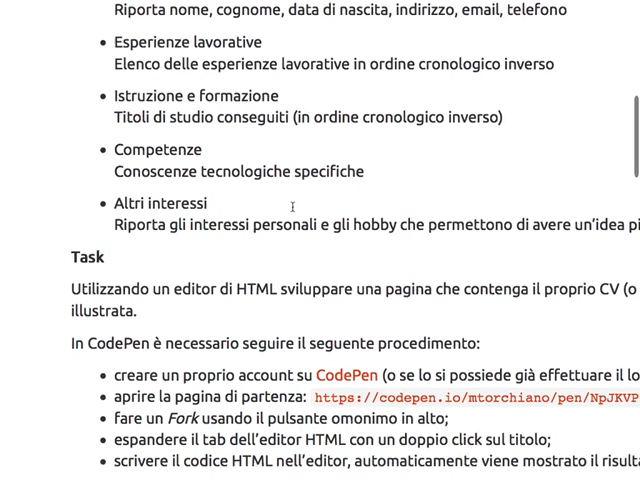 Riporta nome, cognome, data di nascita, indirizzo, email, telefono
• Esperienze lavorative
Elenco delle esperienze lavorative in ordine cronologico inverso
• Istruzione e formazione
Titoli di studio conseguiti (in ordine cronologico inverso)
• Competenze
Conoscenze tecnologiche specifiche
• Altri interessi
Riporta gli interessi personali e gli hobby che permettono di avere un'idea
Task
Utilizzando un editor di HTML sviluppare una pagina che contenga il proprio CV (o
illustrata.
In CodePen è necessario seguire il seguente procedimento:
• creare un proprio account su CodePen (o se lo si possiede già effettuare il
• aprire la pagina di partenza: https://codepen.io/mtorchiano/pen/NpJKVP
• fare un Fork usando il pulsante omonimo in alto;
• espandere il tab dell'editor HTML con un doppio click sul titolo;
• scrivere il codice HTML nell'editor, automaticamente viene mostrato il